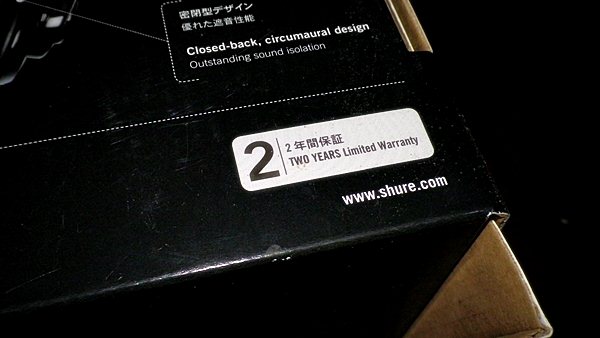 密閉型デザイン
優れた遮音性能
Closed-back, circumaural design
Outstanding sound isolation
2
2年間保証
TWO YEARS Limited Warranty
www.shure.com